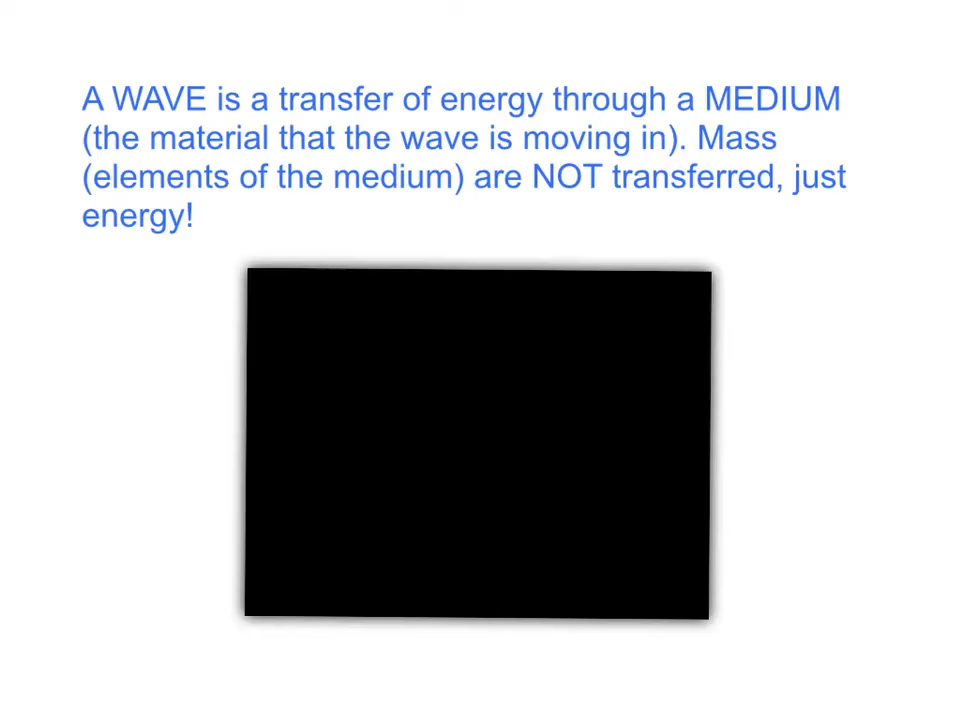 A WAVE is a transfer of energy through a MEDIUM
(the material that the wave is moving in). Mass
(elements of the medium) are NOT transferred, just
energy!